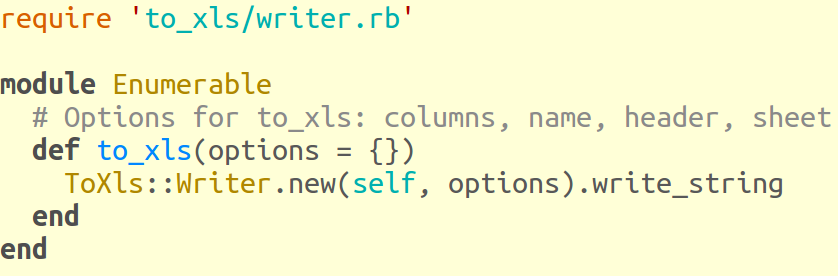 require 'to_xls/writer.rb'

module Enumerable
  # Options for to_xls: columns, name, header, sheet
  def to_xls(options = {})
    ToXls::Writer.new(self, options).write_string
  end
end